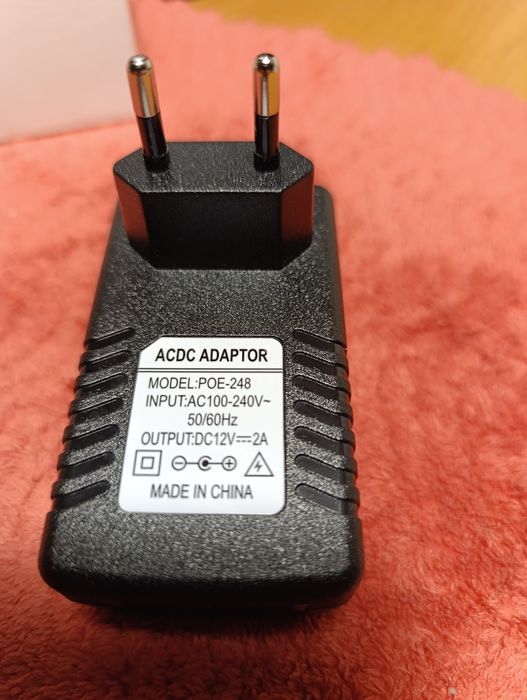 ACDC ADAPTOR
MODEL:POE-248
INPUT:AC100-240V~
50/60Hz
OUTPUT:DC12V⎓2A
MADE IN CHINA